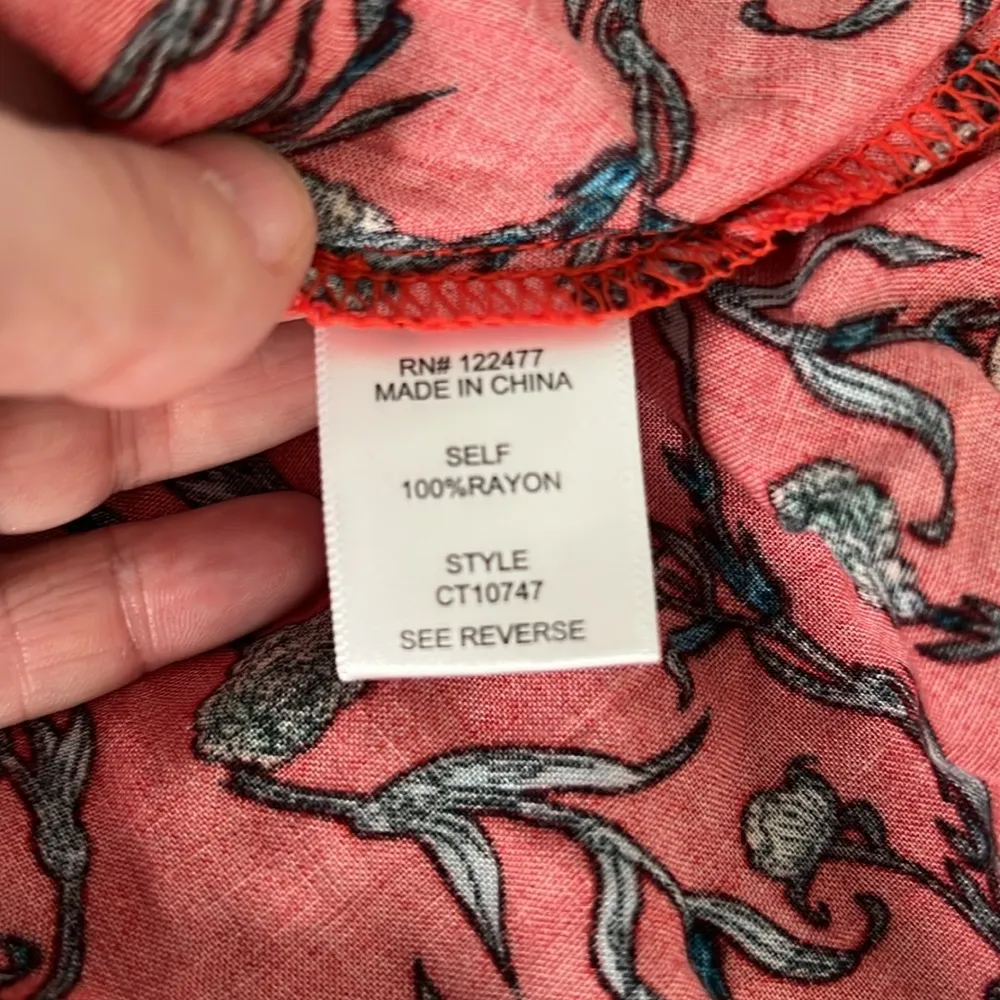 RN# 122477
MADE IN CHINA
SELF
100%RAYON
STYLE
CT10747
SEE REVERSE